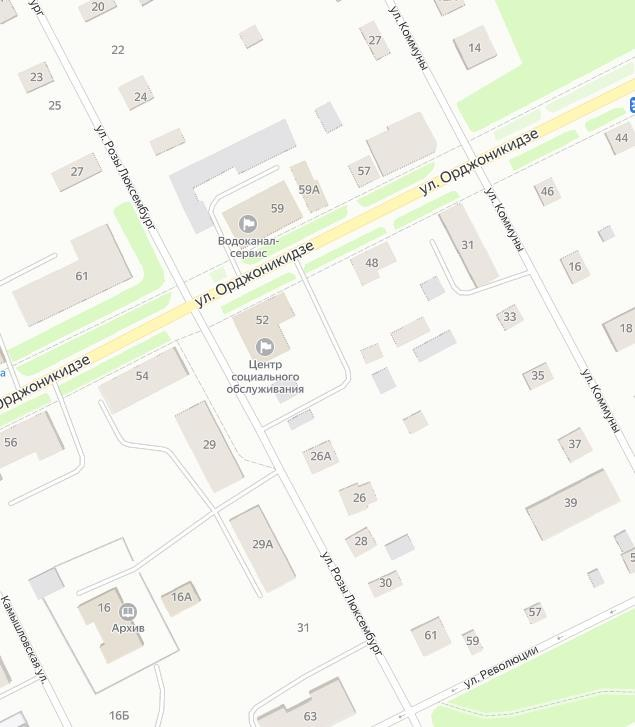 ург
20
ул. Коммуны
27
14
22
23
24
25
ул. Розы Люксембург
27
44
ул. Орджоникидзе
57
59А
59
46
Водоканал-
сервис
ул. Коммуны
31
61
48
16
ул. Орджоникидзе
52
33
18
Центр
социального
обслуживания
а
Орджоникидзе
54
35
ул. Коммуны
56
29
26А
37
26
39
28
29А
5
30
16А
ул. Розы Люксембург
16
Архив
Камышловская ул.
31
57
61
59
ул. Революции
16Б
63